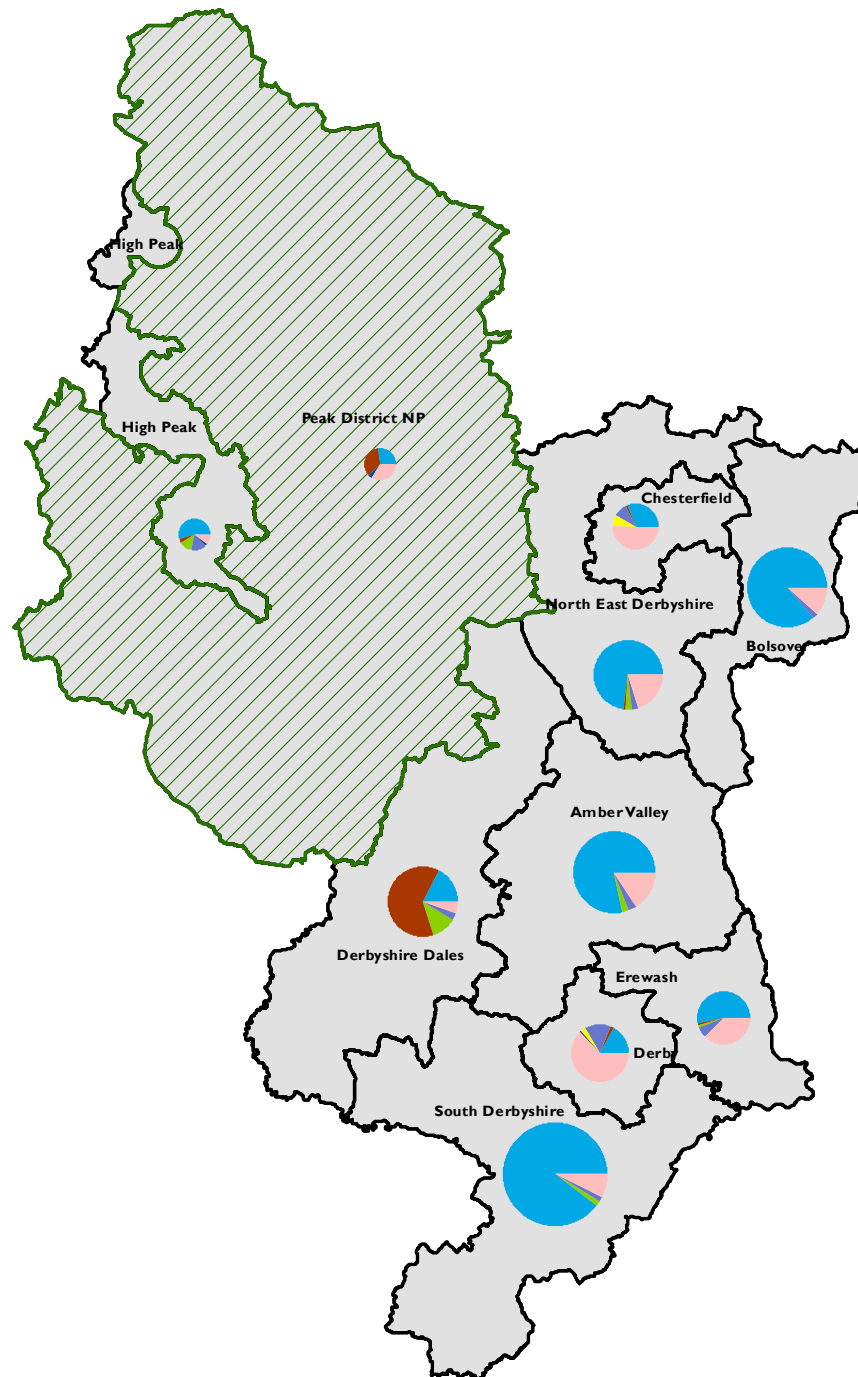 High Peak
Peak District NP
High Peak
Chesterfield
North East Derbyshire
Bolsove
Amber Valley
Derbyshire Dales
Erewash
Derb
South Derbyshire